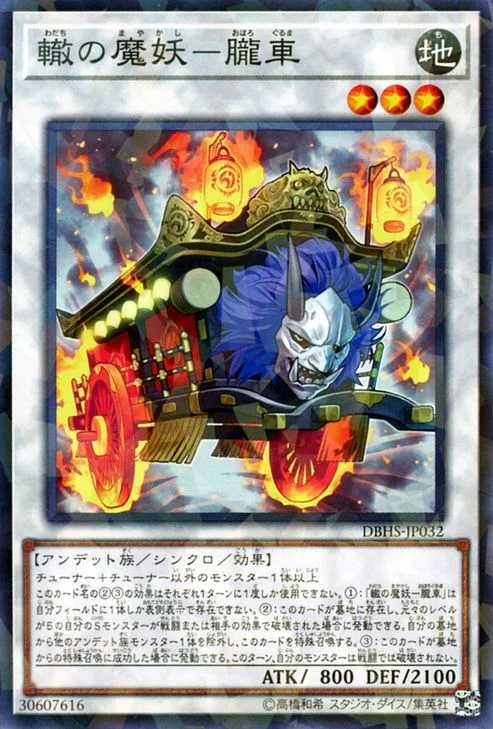 轍の魔妖－朧車
地
DBHS-JP032
【アンデット族／シンクロ／効果】
チューナー＋チューナー以外のモンスター1体以上
このカード名の②③の効果はそれぞれ1ターンに1度しか使用できない。①：「轍の魔妖－朧車」は
自分フィールドに1体しか表側表示で存在できない。②：このカードが墓地に存在し、元々のレベル
が5の自分のSモンスターが戦闘または相手の効果で破壊された場合に発動できる。自分の墓地
から他のアンデット族モンスター1体を除外し、このカードを特殊召喚する。③：このカードが墓地
からの特殊召喚に成功した場合に発動できる。このターン、自分のモンスターは戦闘では破壊されない。
ATK/ 800 DEF/2100
30607616
©高橋和希 スタジオ・ダイス/集英社